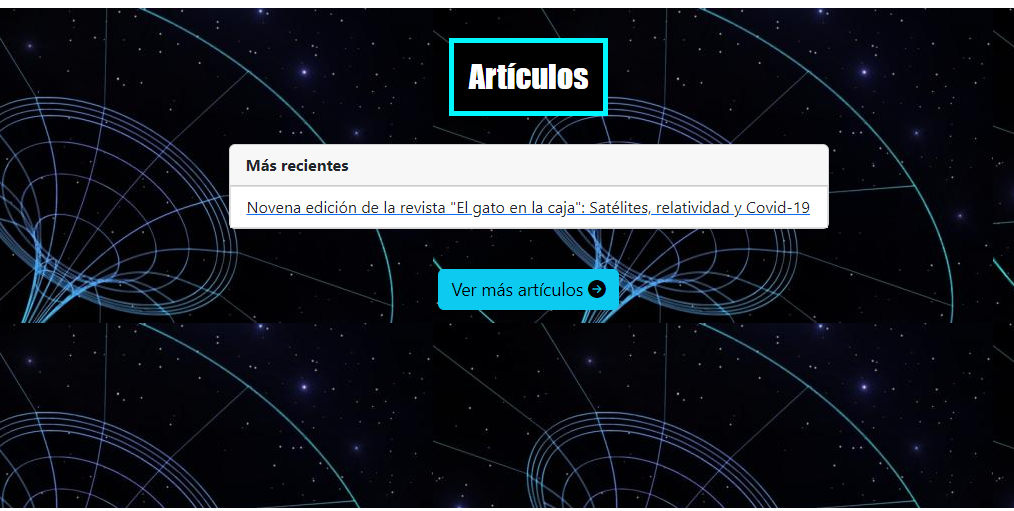 Artículos
Más recientes
Novena edición de la revista "El gato en la caja": Satélites, relatividad y Covid-19
Ver más artículos